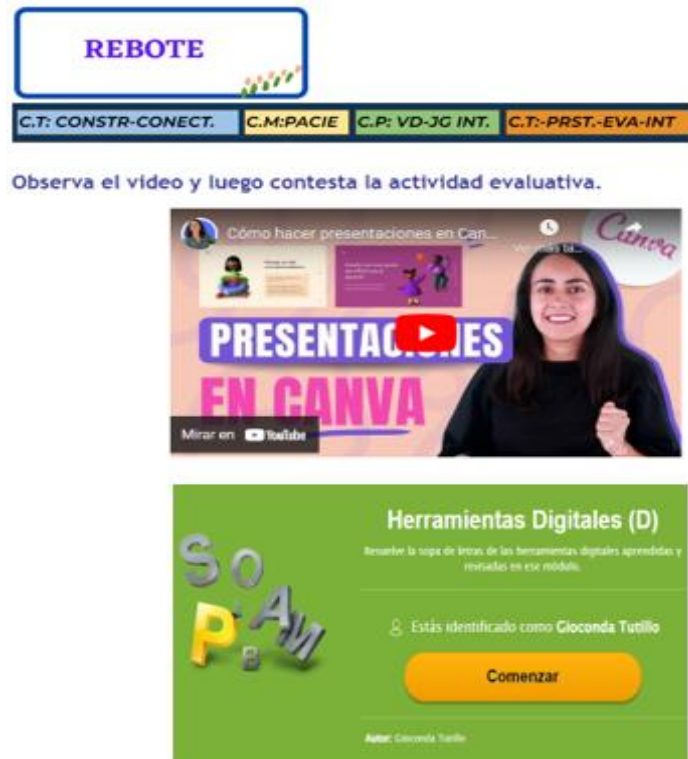 REBOTE
C.T: CONSTR-CONECT. C.M:PACIE C.P: VD-JG INT. C.T:-PRST.-EVA-INT
Observa el video y luego contesta la actividad evaluativa.
Cómo hacer presentaciones en Can...
Canva
PRESENTACIONES
EN CANVA
Mirar en YouTube
SOPA
Herramientas Digitales (D)
Resuelve la sopa de letras de las herramientas digitales aprendidas y
revisadas en ese módulo.
Estás identificado como Gioconda Tutillo
Comenzar
Autor: Gioconda Tutillo